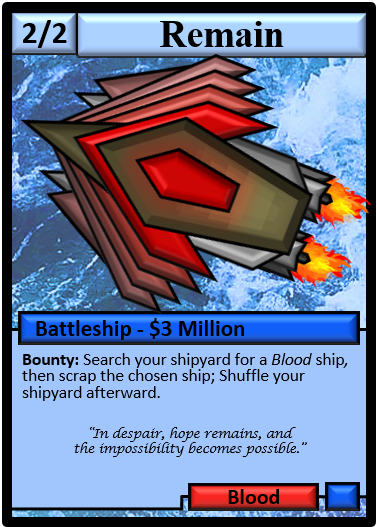 2/2 Remain
Battleship - $3 Million
Bounty: Search your shipyard for a Blood ship,
then scrap the chosen ship; Shuffle your
shipyard afterward.
“In despair, hope remains, and
the impossibility becomes possible.”
Blood